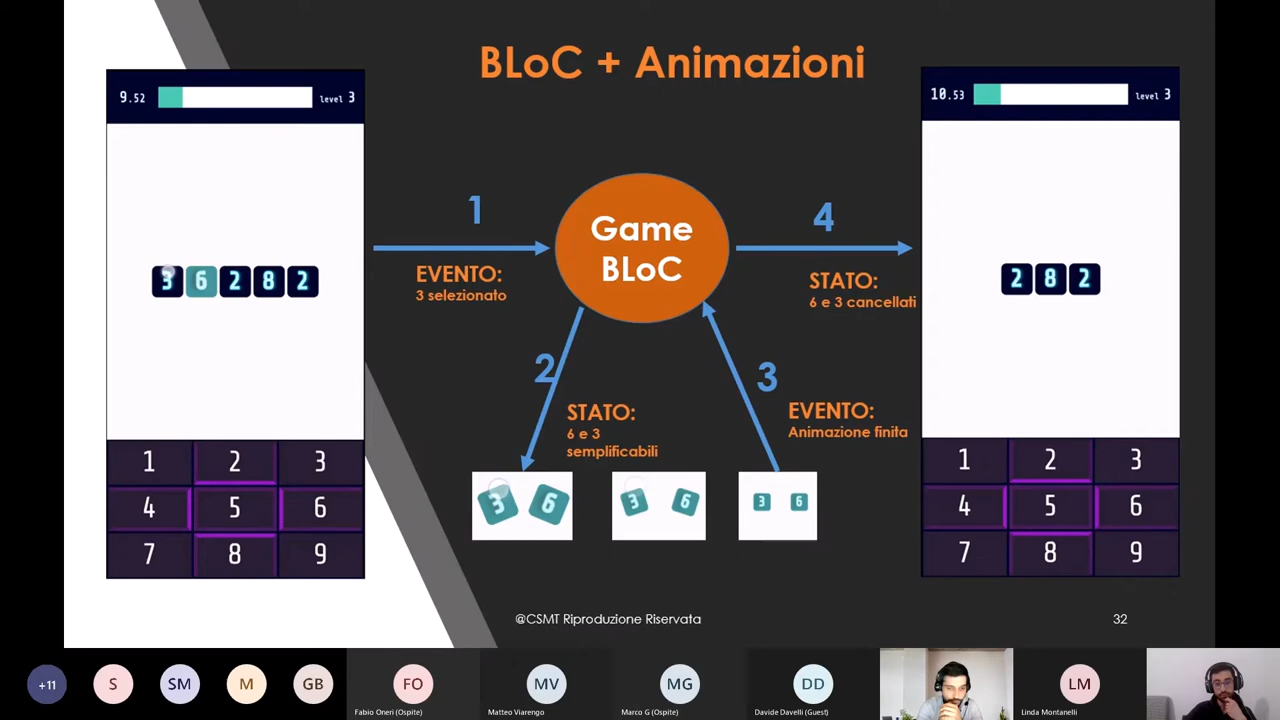 BLoC + Animazioni
9.52
level 3
3 6 2 8 2
1 2 3
4 5 6
7 8 9
1
EVENTO:
3 selezionato
Game
BLoC
2
STATO:
6 e 3
semplificabili
3 6
3 6
3 6
3
EVENTO:
Animazione finita
4
STATO:
6 e 3 cancellati
10.53
level 3
2 8 2
1 2 3
4 5 6
7 8 9
@CSMT Riproduzione Riservata
32
+11
S
SM
M
GB
FO
Fabio Oneri (Ospite)
MV
Matteo Viarengo
MG
Marco G (Ospite)
DD
Davide Davelli (Guest)
LM
Linda Montanelli